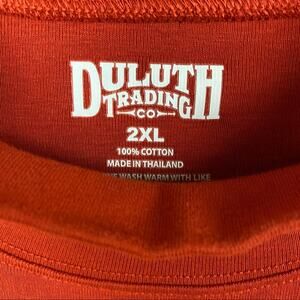 DULUTH
TRADING
CO
2XL
100% COTTON
MADE IN THAILAND
WASH WARM WITH LIKE